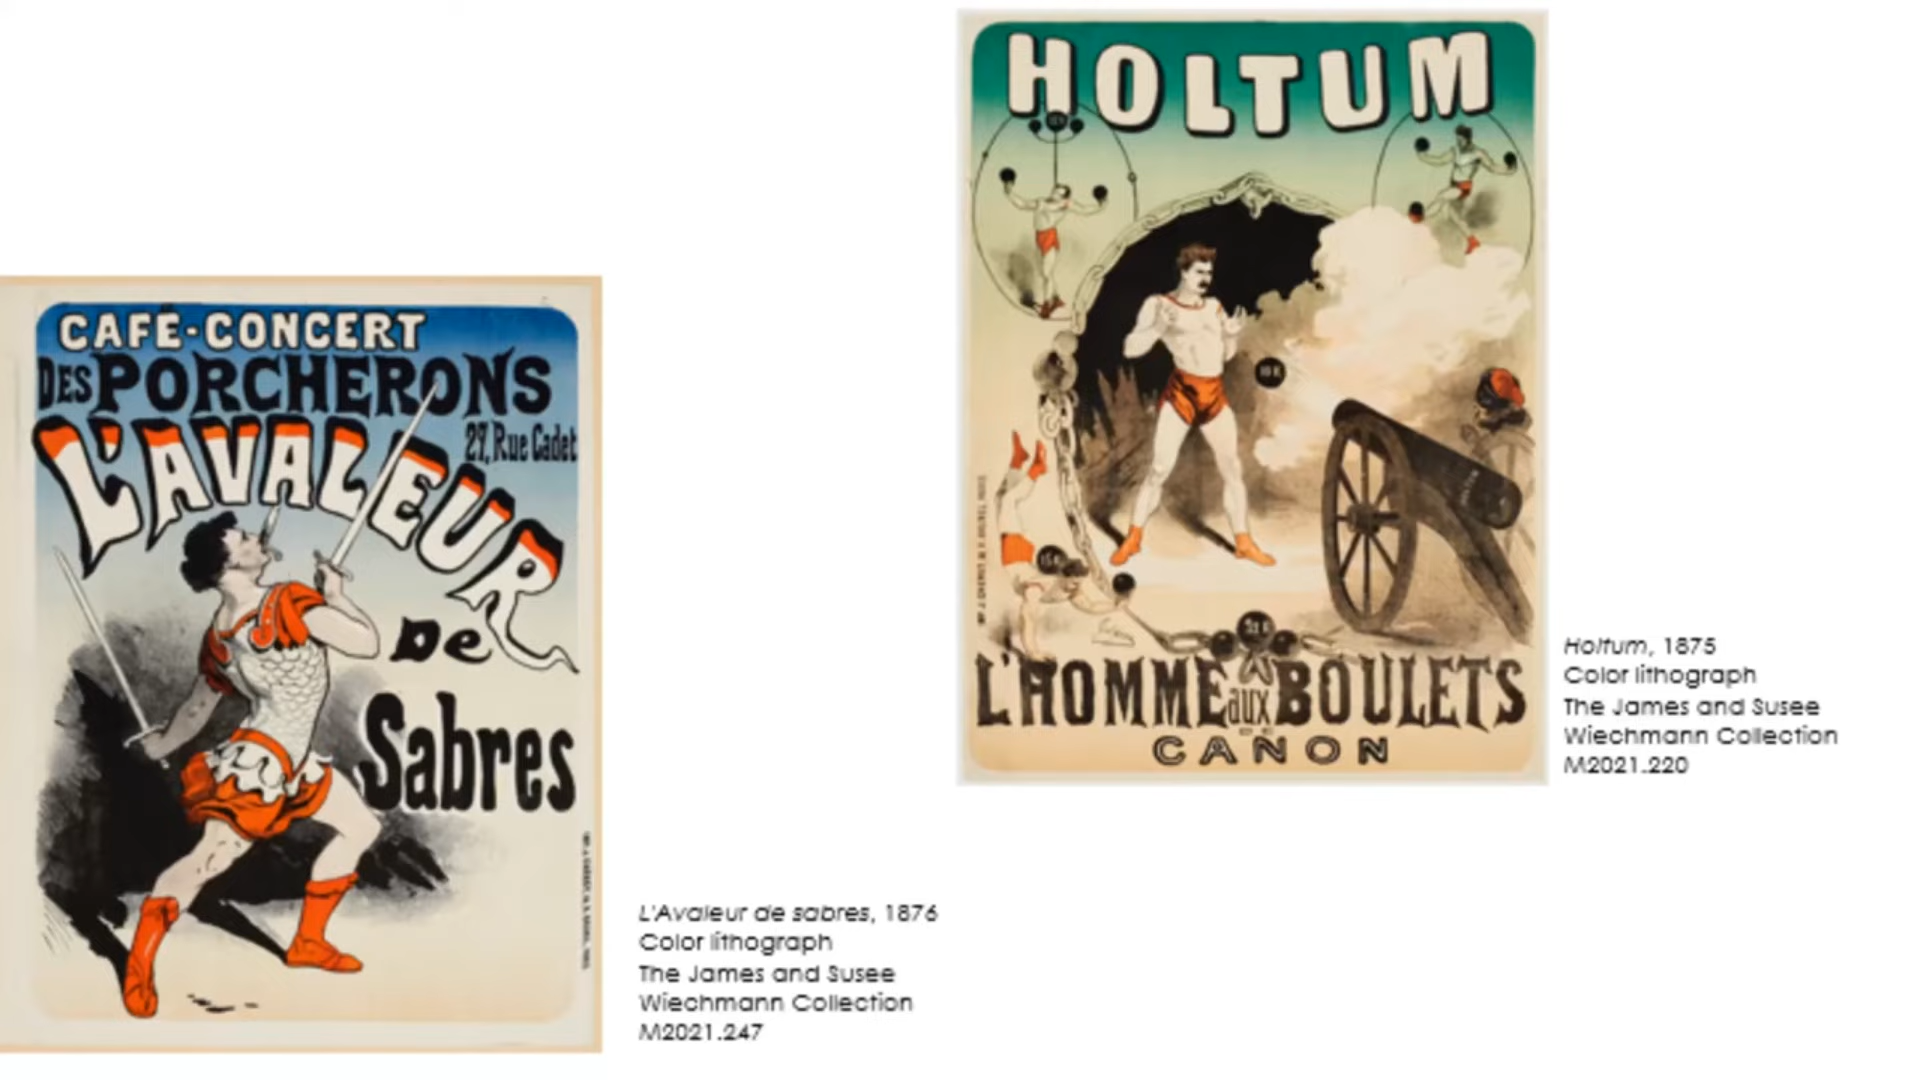 CAFÉ-CONCERT
DES PORCHERONS
27, Rue Cadet
L'AVALEUR
De
Sabres
L'Avaleur de sabres, 1876
Color lithograph
The James and Susee
Wiechmann Collection
M2021.247
HOLTUM
10 K
L'HOMME aux BOULETS
DE
CANON
Holtum, 1875
Color lithograph
The James and Susee
Wiechmann Collection
M2021.220